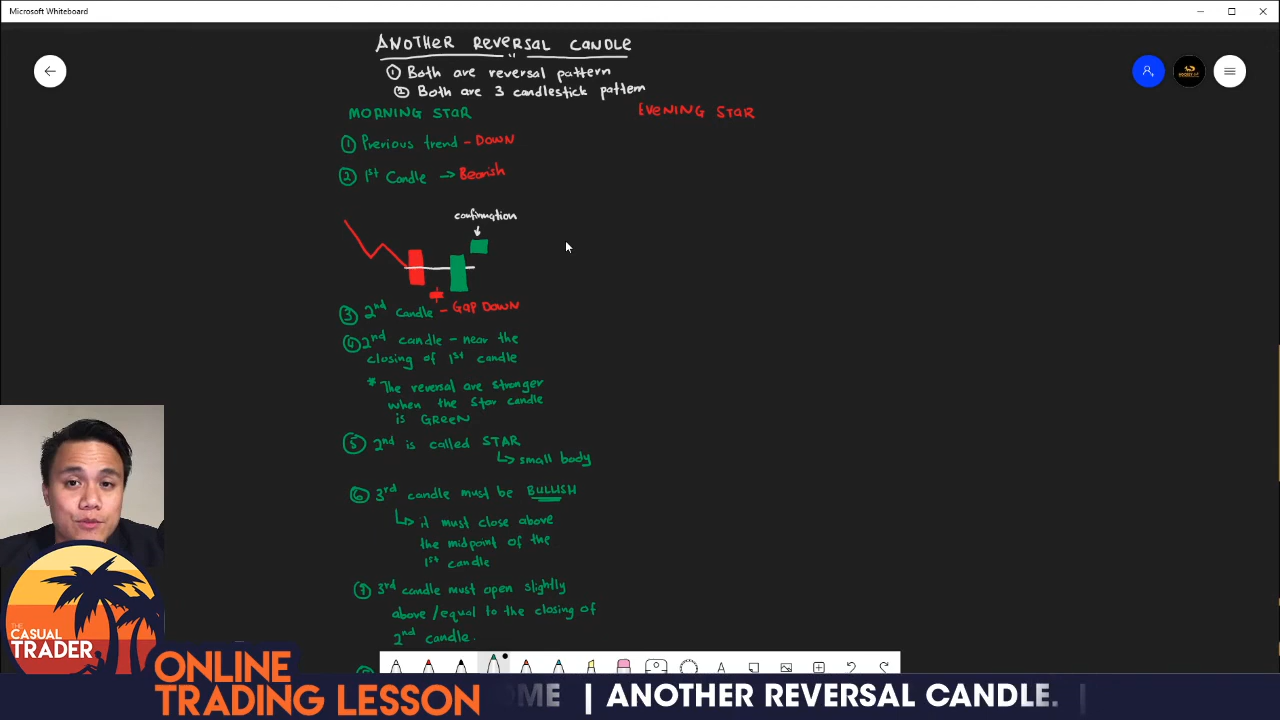 Microsoft Whiteboard
ANOTHER REVERSAL CANDLE
① Both are reversal pattern
② Both are 3 candlestick pattern
MORNING STAR
EVENING STAR
① Previous trend - DOWN
② 1st Candle → Bearish
confirmation
③ 2nd Candle - GAP DOWN
④ 2nd candle - near the
closing of 1st candle
* The reversal are stronger
when the Star candle
is GREEN
⑤ 2nd is called STAR
↳ small body
⑥ 3rd candle must be BULLISH
↳ it must close above
the midpoint of the
1st candle
⑦ 3rd candle must open slightly
above / equal to the closing of
2nd candle.
THE
CASUAL
TRADER
ONLINE
TRADING LESSON
OME | ANOTHER REVERSAL CANDLE. |